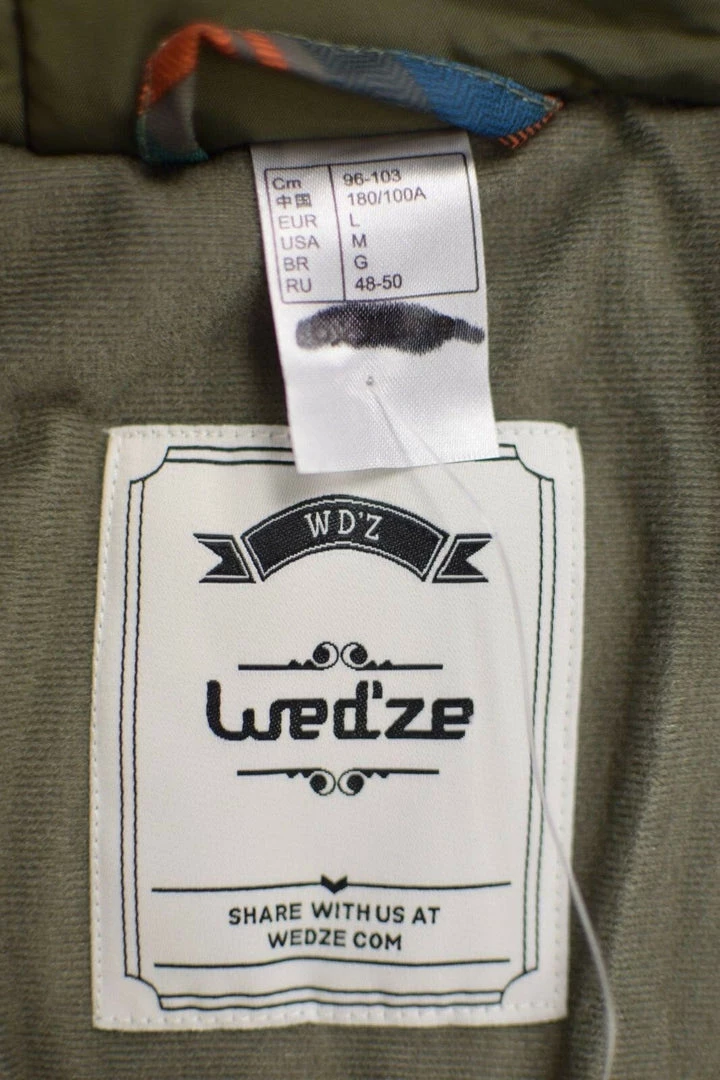 Cm 96-103
中国 180/100A
EUR L
USA M
BR G
RU 48-50
WD'Z
Wed'ze
SHARE WITH US AT
WEDZE COM